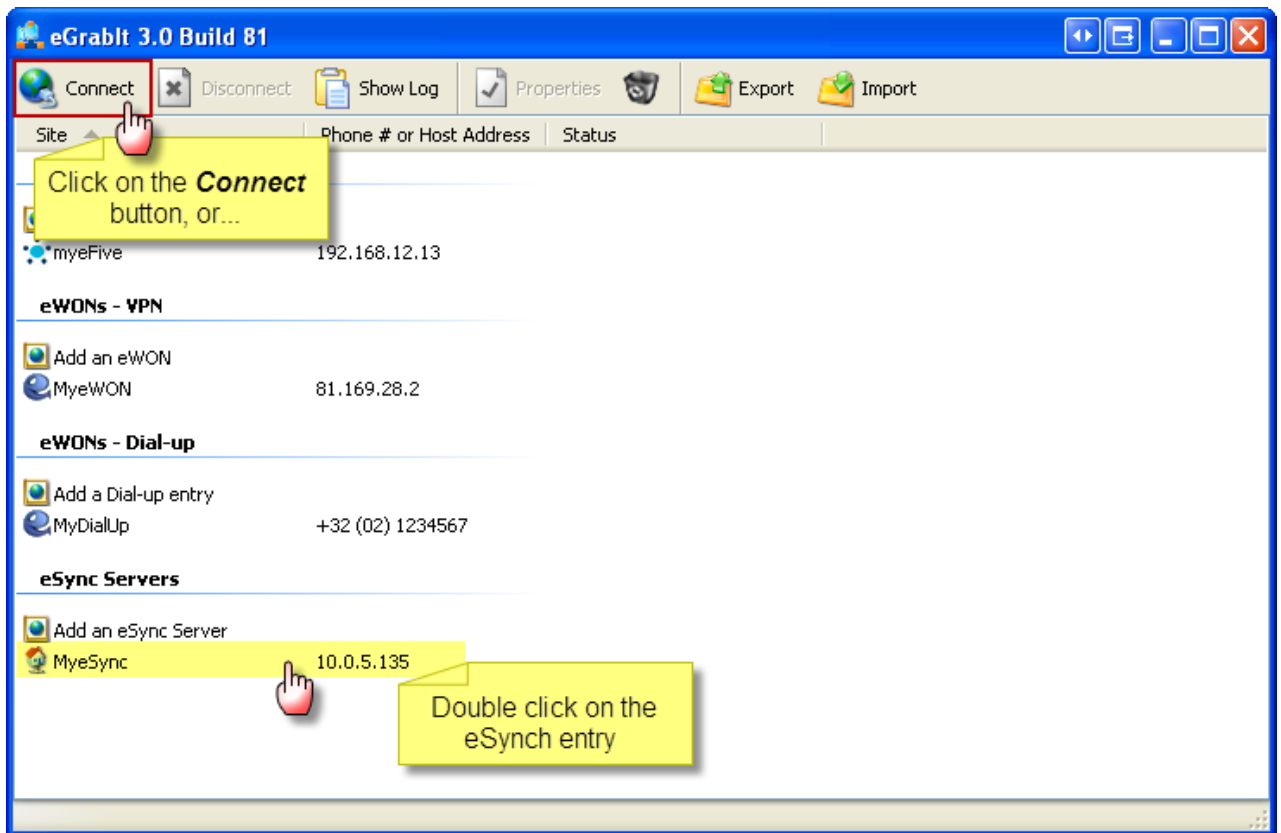 eGrabIt 3.0 Build 81
Connect Disconnect Show Log Properties Export Import
Site Phone # or Host Address Status
Click on the Connect
button, or...
myeFive 192.168.12.13
eWONs - VPN
Add an eWON
MyeWON 81.169.28.2
eWONs - Dial-up
Add a Dial-up entry
MyDialUp +32 (02) 1234567
eSync Servers
Add an eSync Server
MyeSync 10.0.5.135
Double click on the
eSynch entry